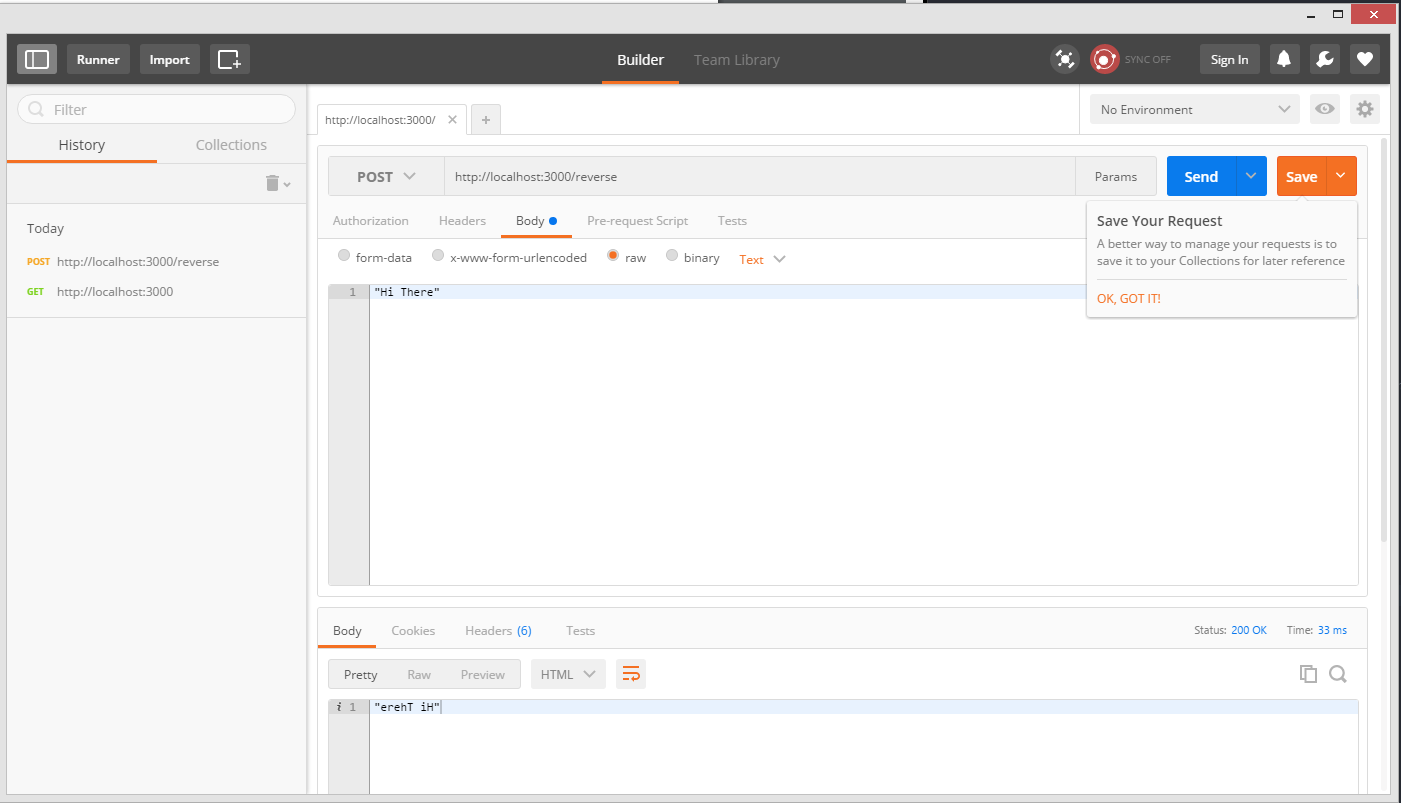 Runner
Import
Builder
Team Library
SYNC OFF
Sign In
Filter
History
Collections
Today
POST http://localhost:3000/reverse
GET http://localhost:3000
http://localhost:3000/
No Environment
POST
http://localhost:3000/reverse
Params
Send
Save
Authorization
Headers
Body
Pre-request Script
Tests
Save Your Request
A better way to manage your requests is to
save it to your Collections for later reference
OK, GOT IT!
form-data
x-www-form-urlencoded
raw
binary
Text
1 "Hi There"
Body
Cookies
Headers (6)
Tests
Status: 200 OK
Time: 33 ms
Pretty
Raw
Preview
HTML
i 1 "erehT iH"